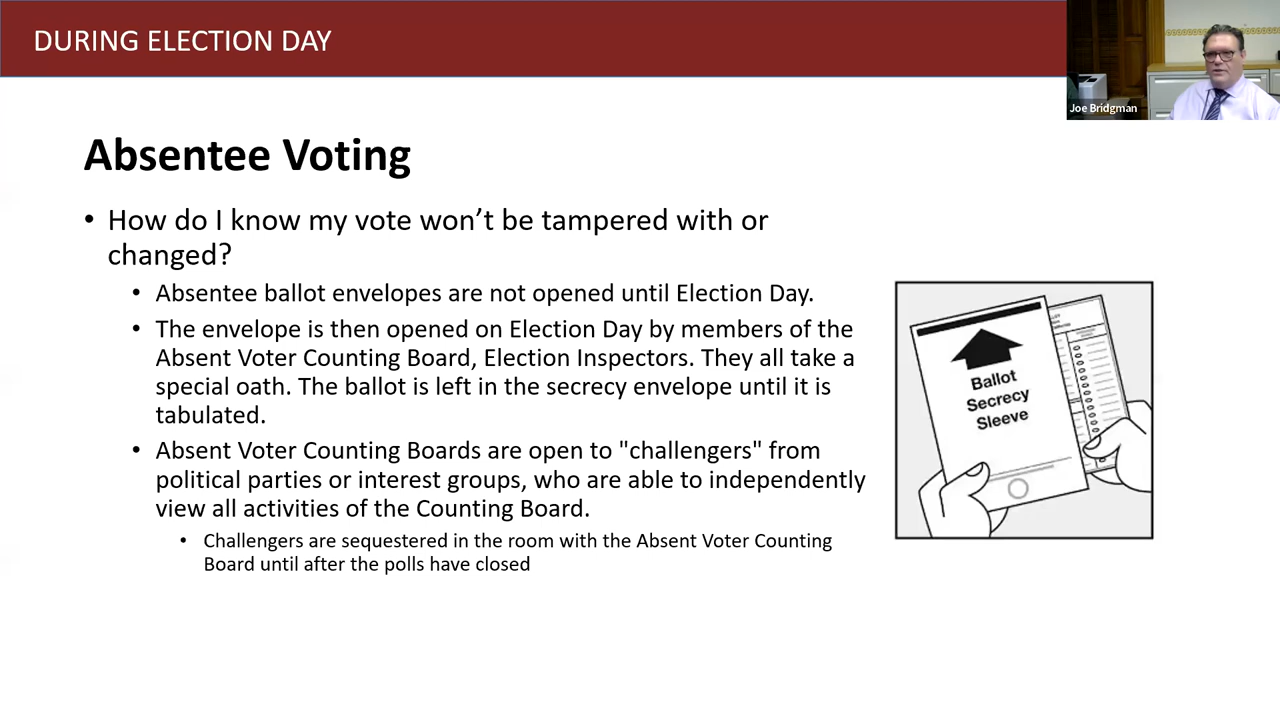 DURING ELECTION DAY
Joe Bridgman
Absentee Voting
• How do I know my vote won’t be tampered with or
changed?
• Absentee ballot envelopes are not opened until Election Day.
• The envelope is then opened on Election Day by members of the
Absent Voter Counting Board, Election Inspectors. They all take a
special oath. The ballot is left in the secrecy envelope until it is
tabulated.
• Absent Voter Counting Boards are open to "challengers" from
political parties or interest groups, who are able to independently
view all activities of the Counting Board.
• Challengers are sequestered in the room with the Absent Voter Counting
Board until after the polls have closed
Ballot
Secrecy
Sleeve